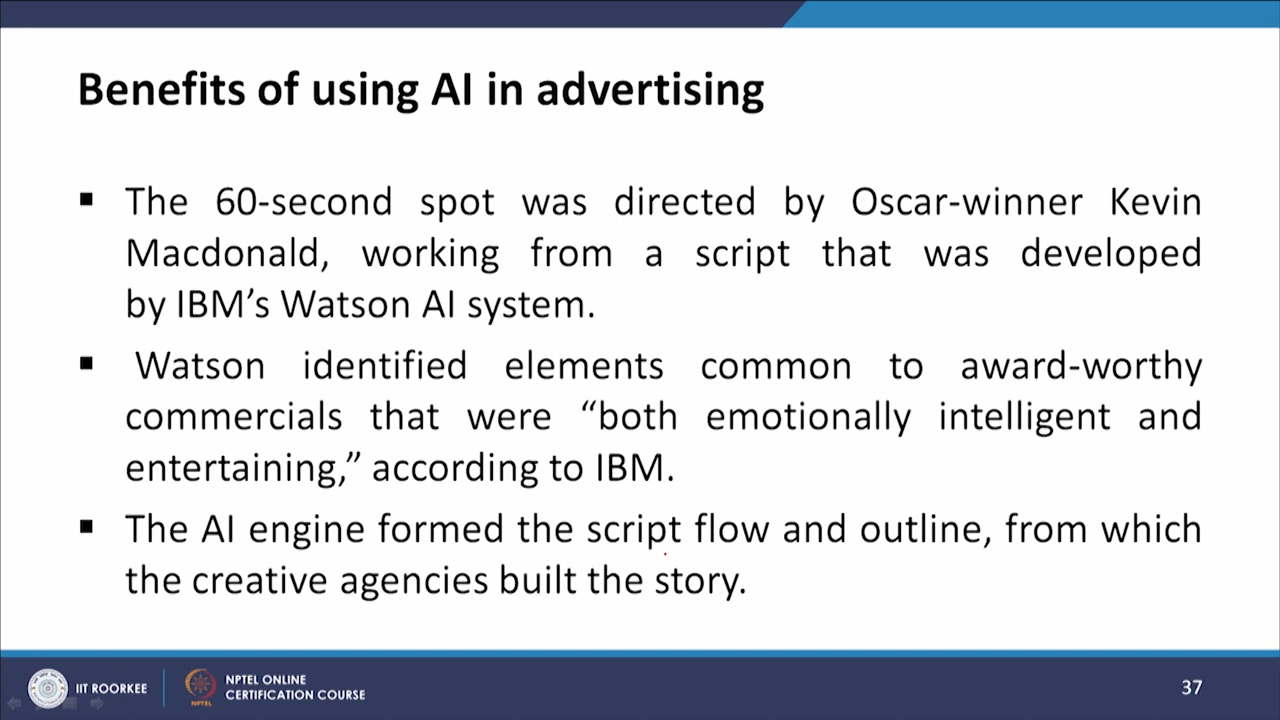 Benefits of using AI in advertising
▪ The 60-second spot was directed by Oscar-winner Kevin
Macdonald, working from a script that was developed
by IBM’s Watson AI system.
▪ Watson identified elements common to award-worthy
commercials that were “both emotionally intelligent and
entertaining,” according to IBM.
▪ The AI engine formed the script flow and outline, from which
the creative agencies built the story.
IIT ROORKEE
NPTEL
NPTEL ONLINE
CERTIFICATION COURSE
37